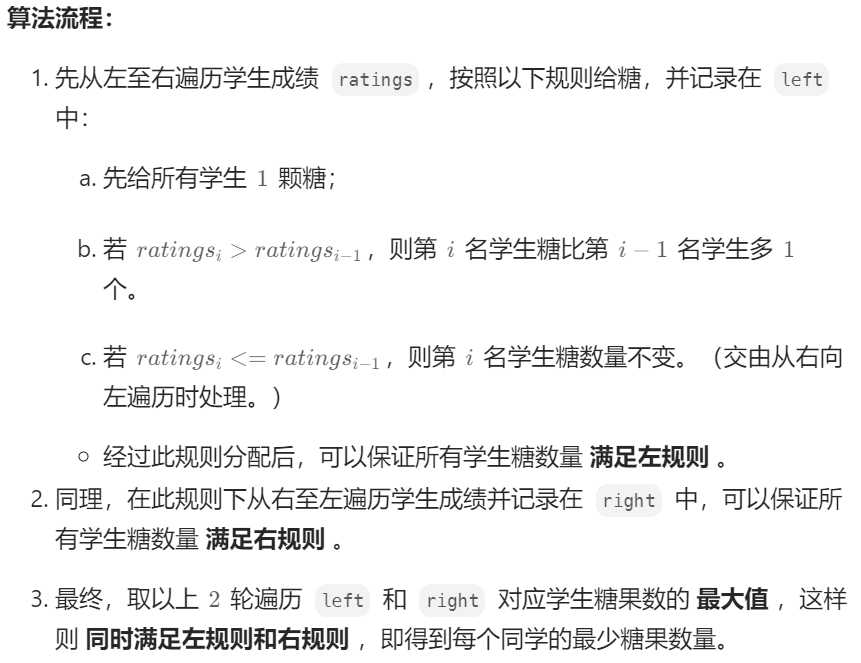 算法流程：
1. 先从左至右遍历学生成绩 ratings ，按照以下规则给糖，并记录在 left
中：
a. 先给所有学生 1 颗糖；
b. 若 ratingsᵢ > ratingsᵢ₋₁，则第 i 名学生糖比第 i − 1 名学生多 1
个。
c. 若 ratingsᵢ <= ratingsᵢ₋₁，则第 i 名学生糖数量不变。（交由从右向
左遍历时处理。）
○ 经过此规则分配后，可以保证所有学生糖数量 满足左规则 。
2. 同理，在此规则下从右至左遍历学生成绩并记录在 right 中，可以保证所
有学生糖数量 满足右规则 。
3. 最终，取以上 2 轮遍历 left 和 right 对应学生糖果数的 最大值 ，这样
则 同时满足左规则和右规则 ，即得到每个同学的最少糖果数量。